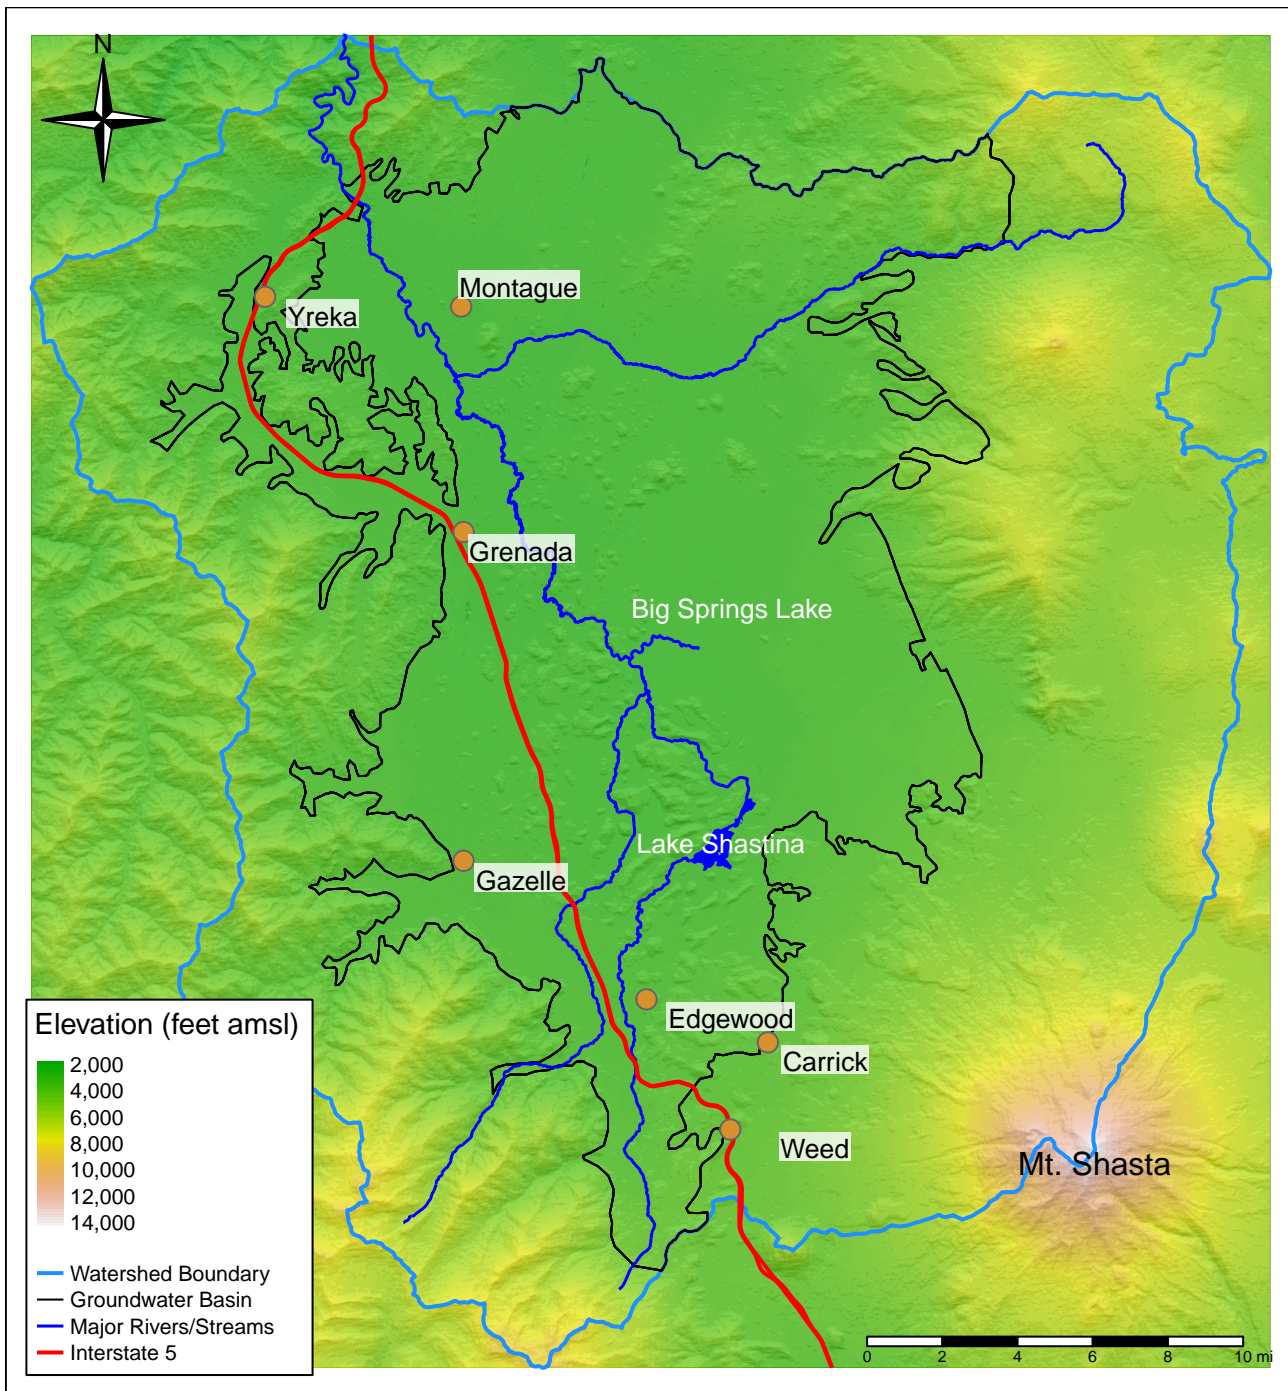 N
Montague
Yreka
Grenada
Big Springs Lake
Lake Shastina
Gazelle
Edgewood
Carrick
Weed
Mt. Shasta
Elevation (feet amsl)
2,000
4,000
6,000
8,000
10,000
12,000
14,000
Watershed Boundary
Groundwater Basin
Major Rivers/Streams
Interstate 5
0 2 4 6 8 10 mi